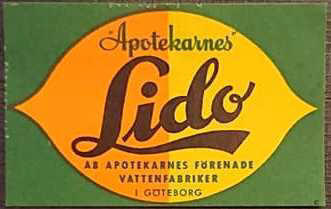 "Apotekarnes"
Lido
AB APOTEKARNES FÖRENADE
VATTENFABRIKER
I GÖTEBORG